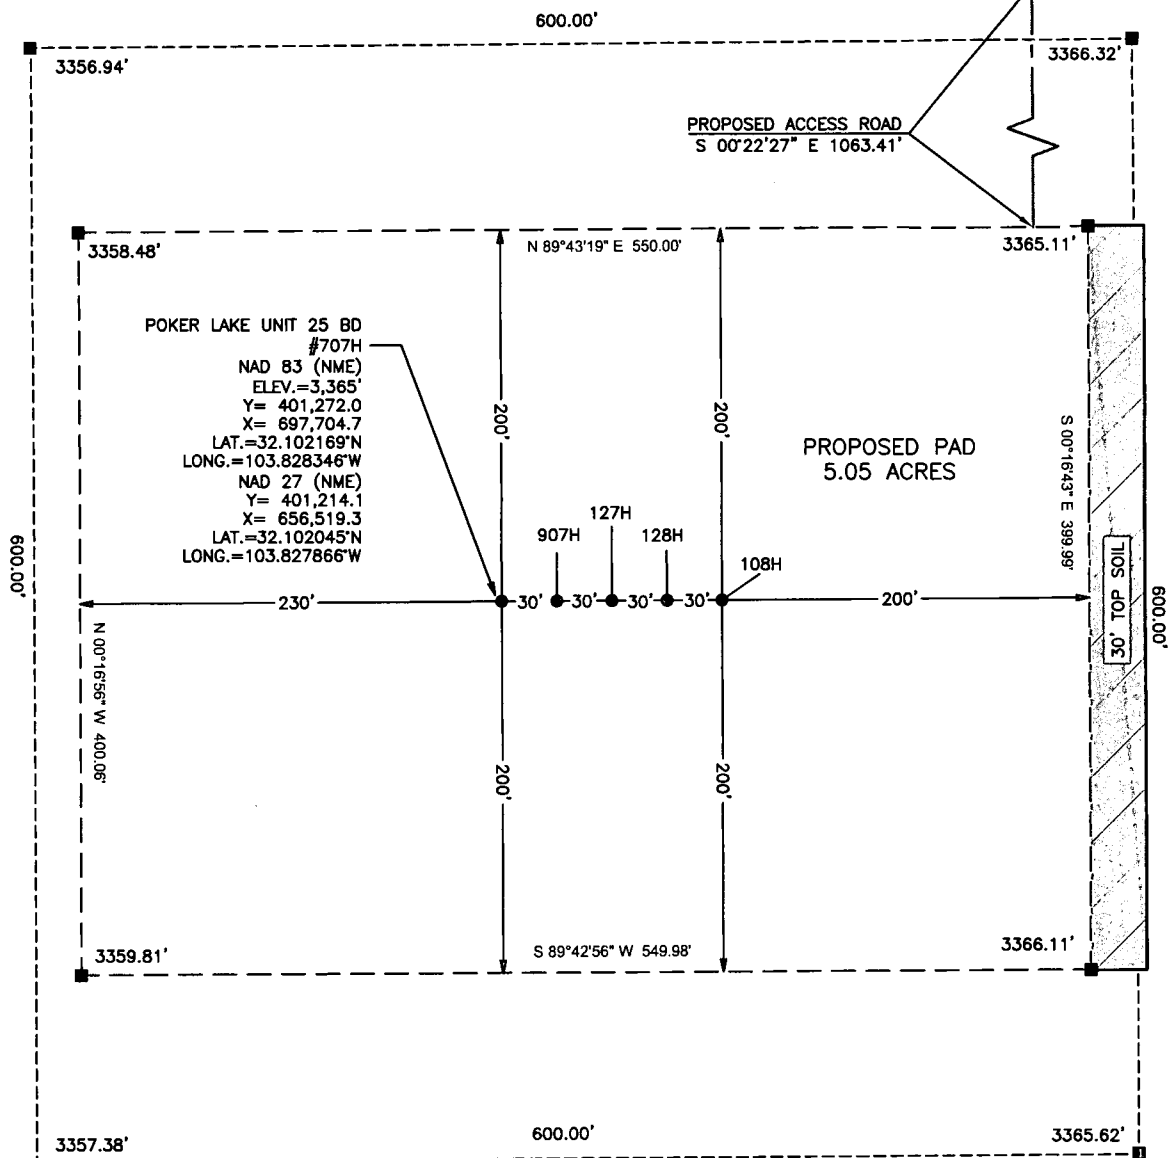 600.00'
3356.94'
3366.32'
PROPOSED ACCESS ROAD
S 00°22'27" E 1063.41'
3358.48'
N 89°43'19" E 550.00'
3365.11'
POKER LAKE UNIT 25 BD
#707H
NAD 83 (NME)
ELEV.=3,365'
Y= 401,272.0
X= 697,704.7
LAT.=32.102169°N
LONG.=103.828346°W
NAD 27 (NME)
Y= 401,214.1
X= 656,519.3
LAT.=32.102045°N
LONG.=103.827866°W
200'
200'
PROPOSED PAD
5.05 ACRES
S 00°16'43" E 399.99'
30' TOP SOIL
600.00'
600.00'
907H
127H
128H
108H
230'
30'
30'
30'
30'
200'
N 00°16'56" W 400.06'
200'
200'
3359.81'
S 89°42'56" W 549.98'
3366.11'
3357.38'
600.00'
3365.62'